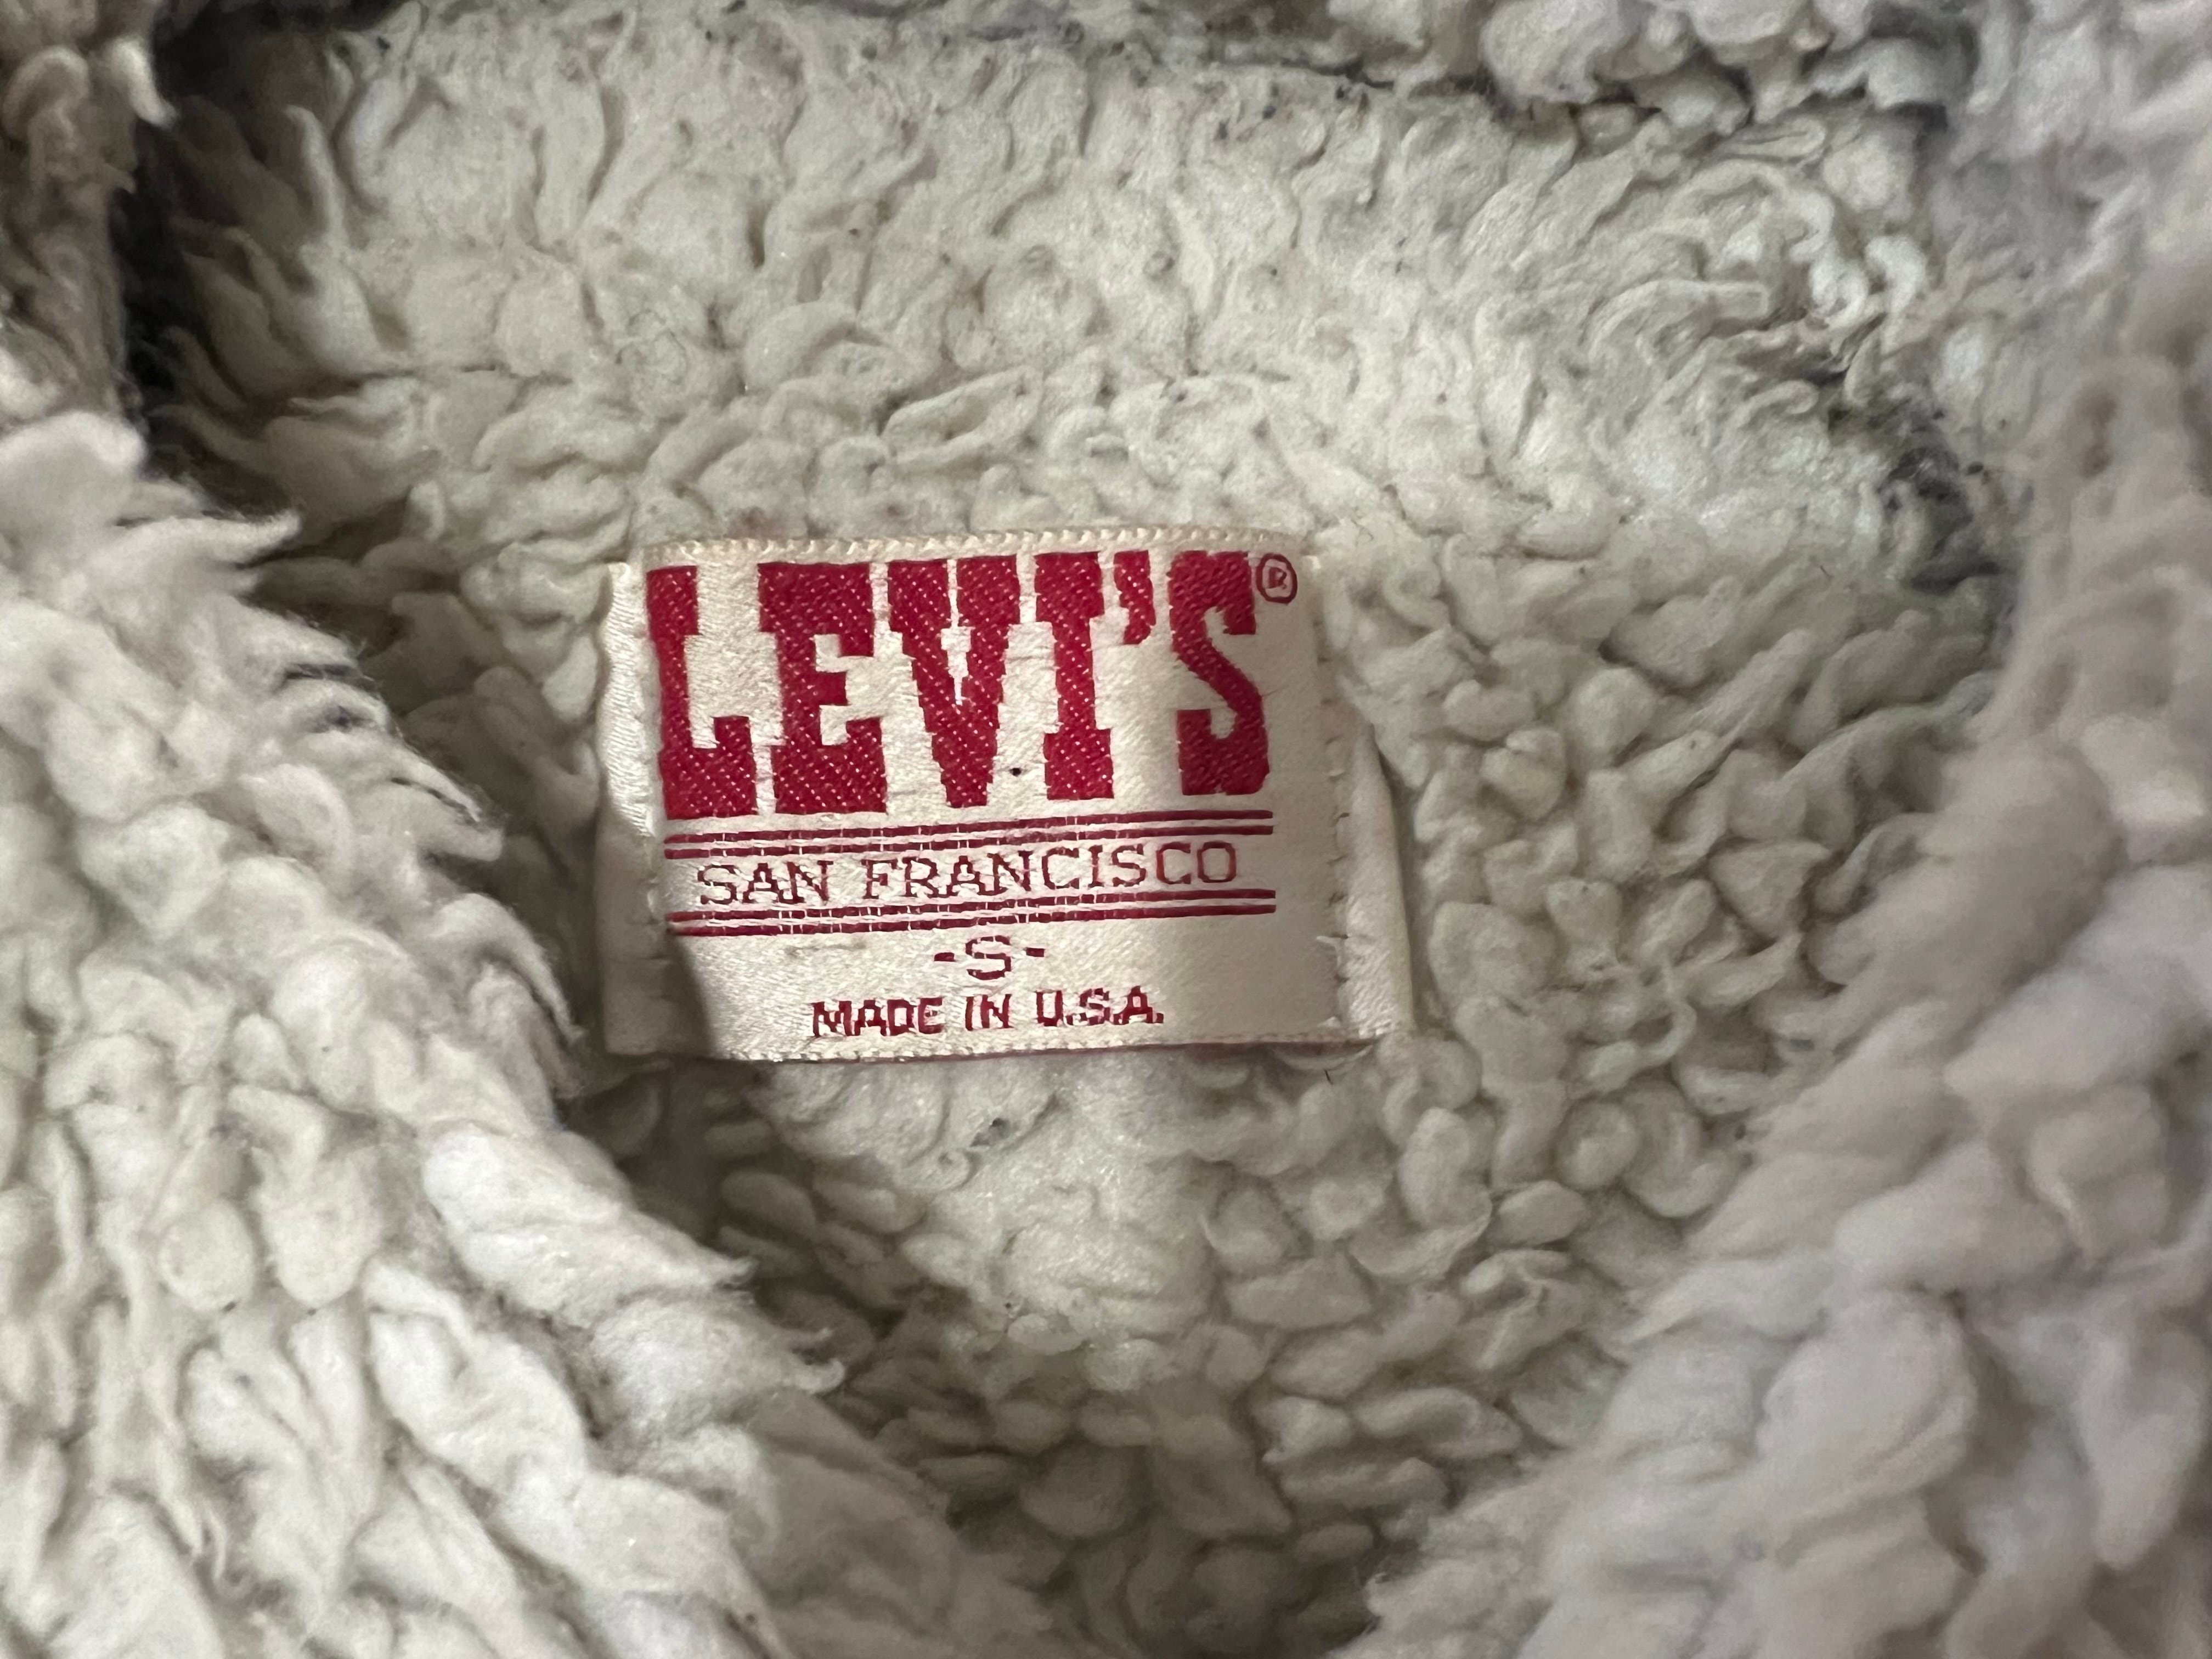 LEVI'S®
SAN FRANCISCO
-S-
MADE IN U.S.A.